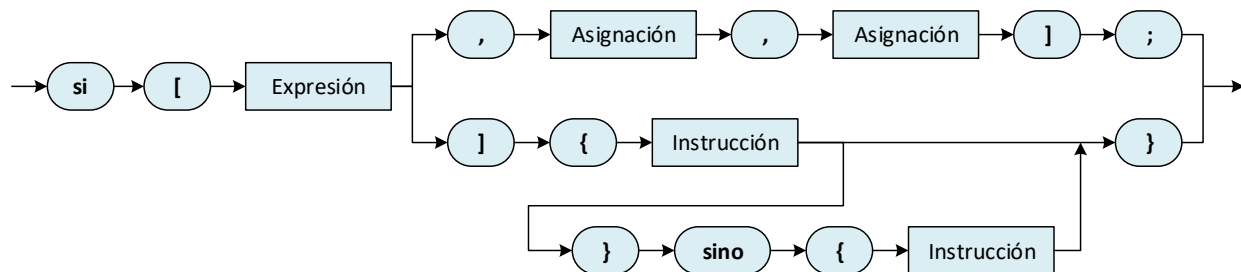 , Asignación , Asignación ] ;
si [ Expresión
] { Instrucción }
} sino { Instrucción